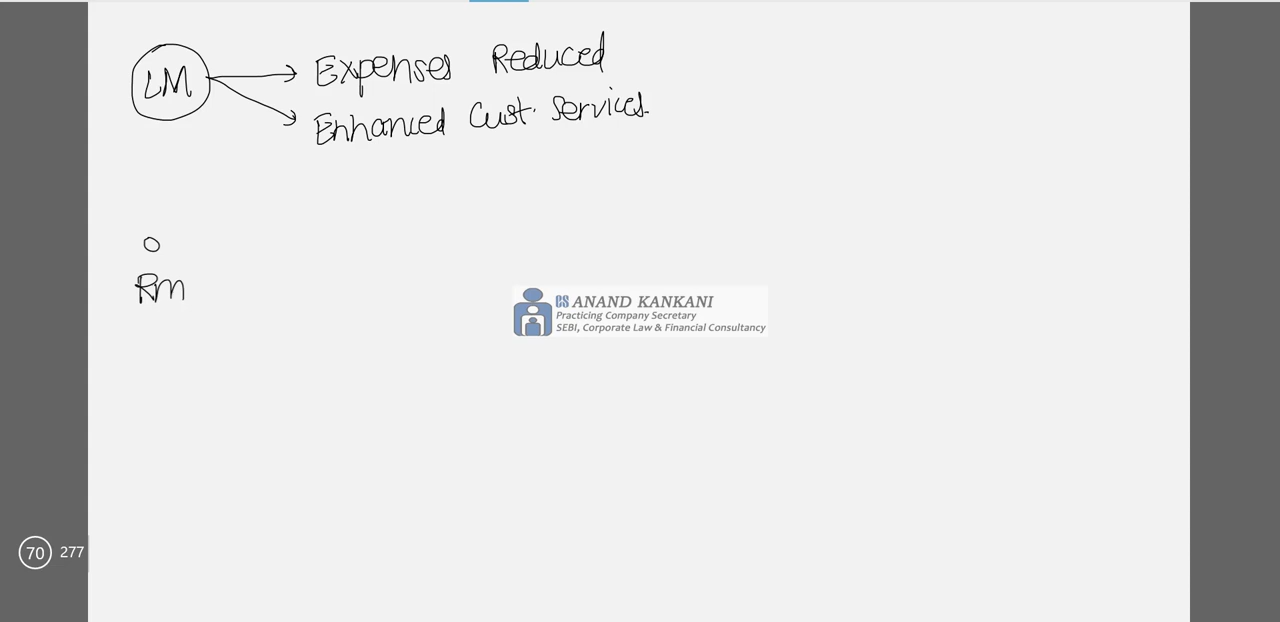 LM
Expenses Reduced
Enhanced Cust. Services.
RM
CS ANAND KANKANI
Practicing Company Secretary
SEBI, Corporate Law & Financial Consultancy
70 277